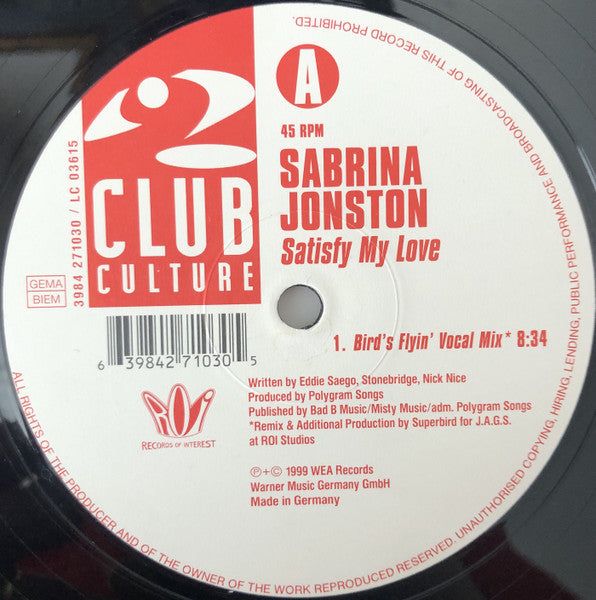 A
45 RPM
SABRINA
JONSTON
Satisfy My Love
CLUB
CULTURE
3984 271030 / LC 03615
GEMA
BIEM
6 39842 71030 5
1. Bird's Flyin' Vocal Mix* 8:34
Written by Eddie Saego, Stonebridge, Nick Nice
Produced by Polygram Songs
Published by Bad B Music/Misty Music/adm. Polygram Songs
*Remix & Additional Production by Superbird for J.A.G.S.
at ROI Studios
ROI
RECORDS OF INTEREST
℗+© 1999 WEA Records
Warner Music Germany GmbH
Made in Germany
ALL RIGHTS OF THE PRODUCER AND OF THE OWNER OF THE WORK REPRODUCED RESERVED. UNAUTHORISED COPYING, HIRING, LENDING, PUBLIC PERFORMANCE AND BROADCASTING OF THIS RECORD PROHIBITED.